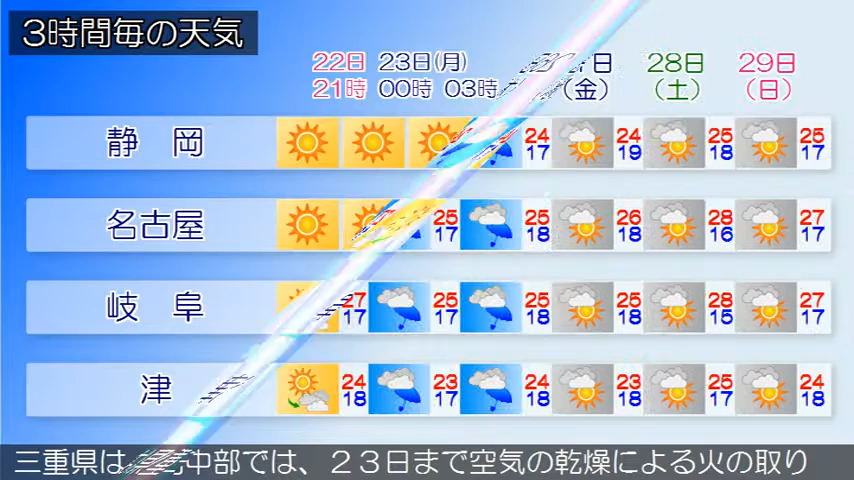 3時間毎の天気
22日 23日(月) 28日 29日
21時 00時 03時 (金) (土) (日)
静岡 24 17 24 19 25 18 25 17
名古屋 25 17 25 18 26 18 28 16 27 17
岐阜 27 17 25 17 25 18 25 18 28 15 27 17
津 24 18 23 17 24 18 23 18 25 17 24 18
三重県は 中部では、23日まで空気の乾燥による火の取り